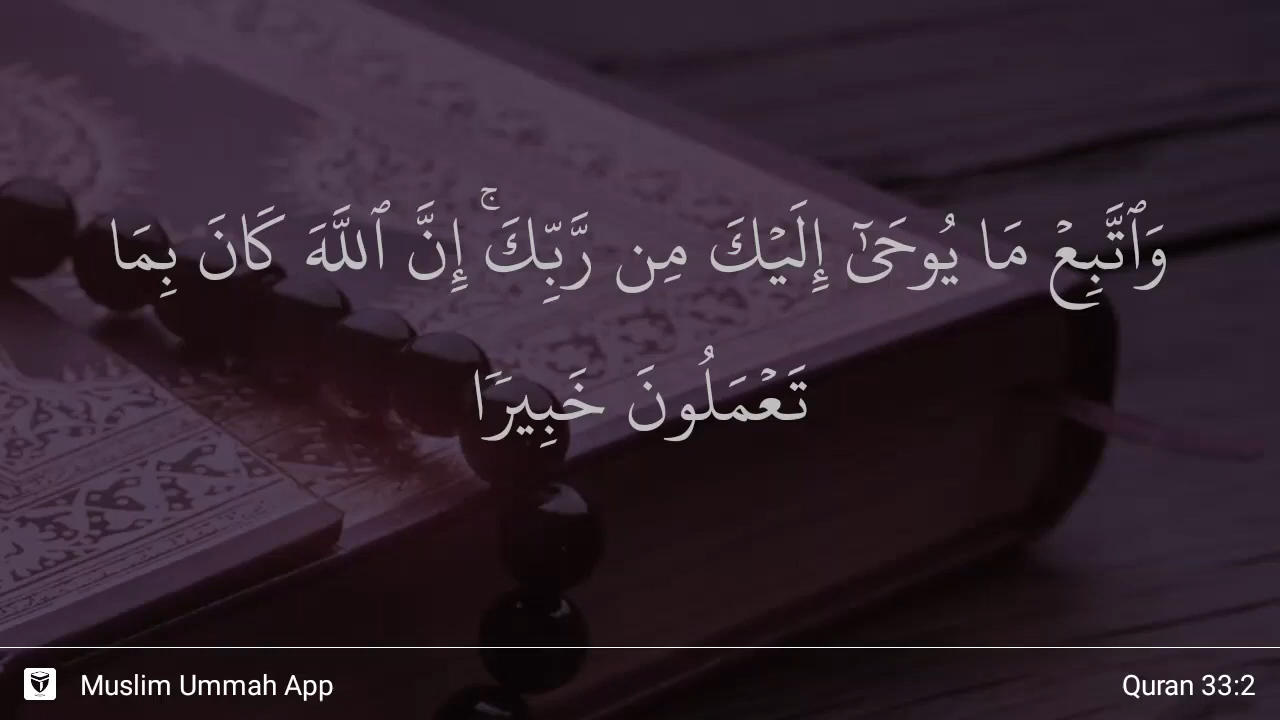 وَٱتَّبِعۡ مَا يُوحَىٰٓ إِلَيۡكَ مِن رَّبِّكَۚ إِنَّ ٱللَّهَ كَانَ بِمَا
تَعۡمَلُونَ خَبِيرَٗا
Muslim Ummah App
Quran 33:2